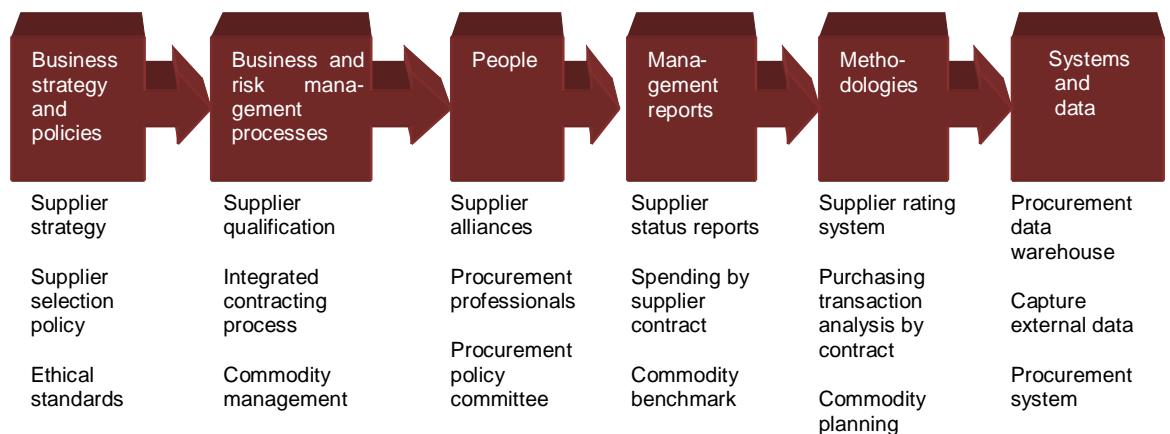 Business
strategy
and
policies
Business and
risk mana-
gement
processes
People
Mana-
gement
reports
Metho-
dologies
Systems
and
data
Supplier
strategy
Supplier
selection
policy
Ethical
standards
Supplier
qualification
Integrated
contracting
process
Commodity
management
Supplier
alliances
Procurement
professionals
Procurement
policy
committee
Supplier
status reports
Spending by
supplier
contract
Commodity
benchmark
Supplier rating
system
Purchasing
transaction
analysis by
contract
Commodity
planning
Procurement
data
warehouse
Capture
external data
Procurement
system